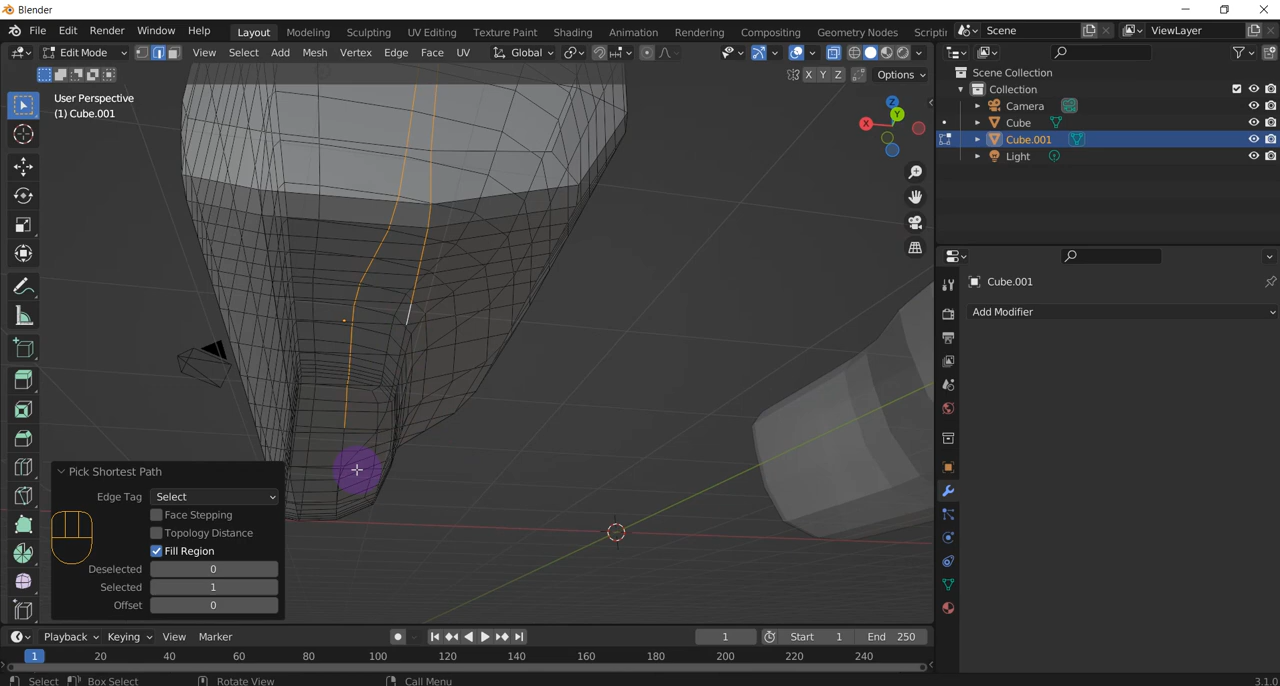 Blender
File Edit Render Window Help Layout Modeling Sculpting UV Editing Texture Paint Shading Animation Rendering Compositing Geometry Nodes Scriptin Scene ViewLayer
Edit Mode View Select Add Mesh Vertex Edge Face UV Global
X Y Z Options
User Perspective
(1) Cube.001
Z
Y
X
Scene Collection
Collection
Camera
Cube
Cube.001
Light
Cube.001
Add Modifier
Pick Shortest Path
Edge Tag Select
Face Stepping
Topology Distance
Fill Region
Deselected 0
Selected 1
Offset 0
Playback Keying View Marker 1 Start 1 End 250
1 20 40 60 80 100 120 140 160 180 200 220 240
Select Box Select Rotate View Call Menu 3.1.0